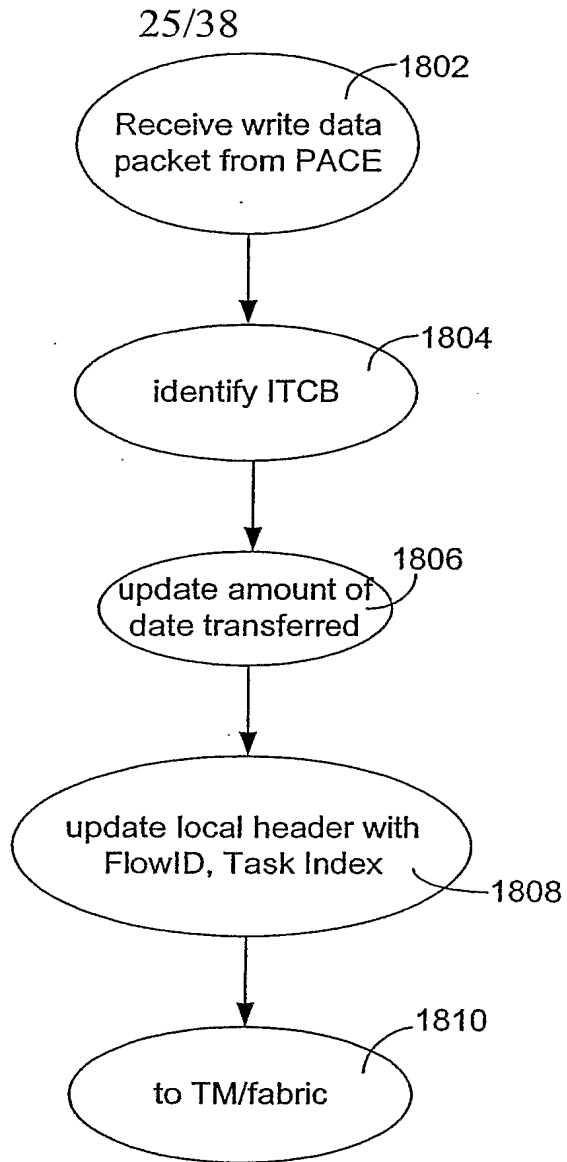 25/38
1802
Receive write data
packet from PACE
1804
identify ITCB
1806
update amount of
date transferred
update local header with
FlowID, Task Index
1808
1810
to TM/fabric